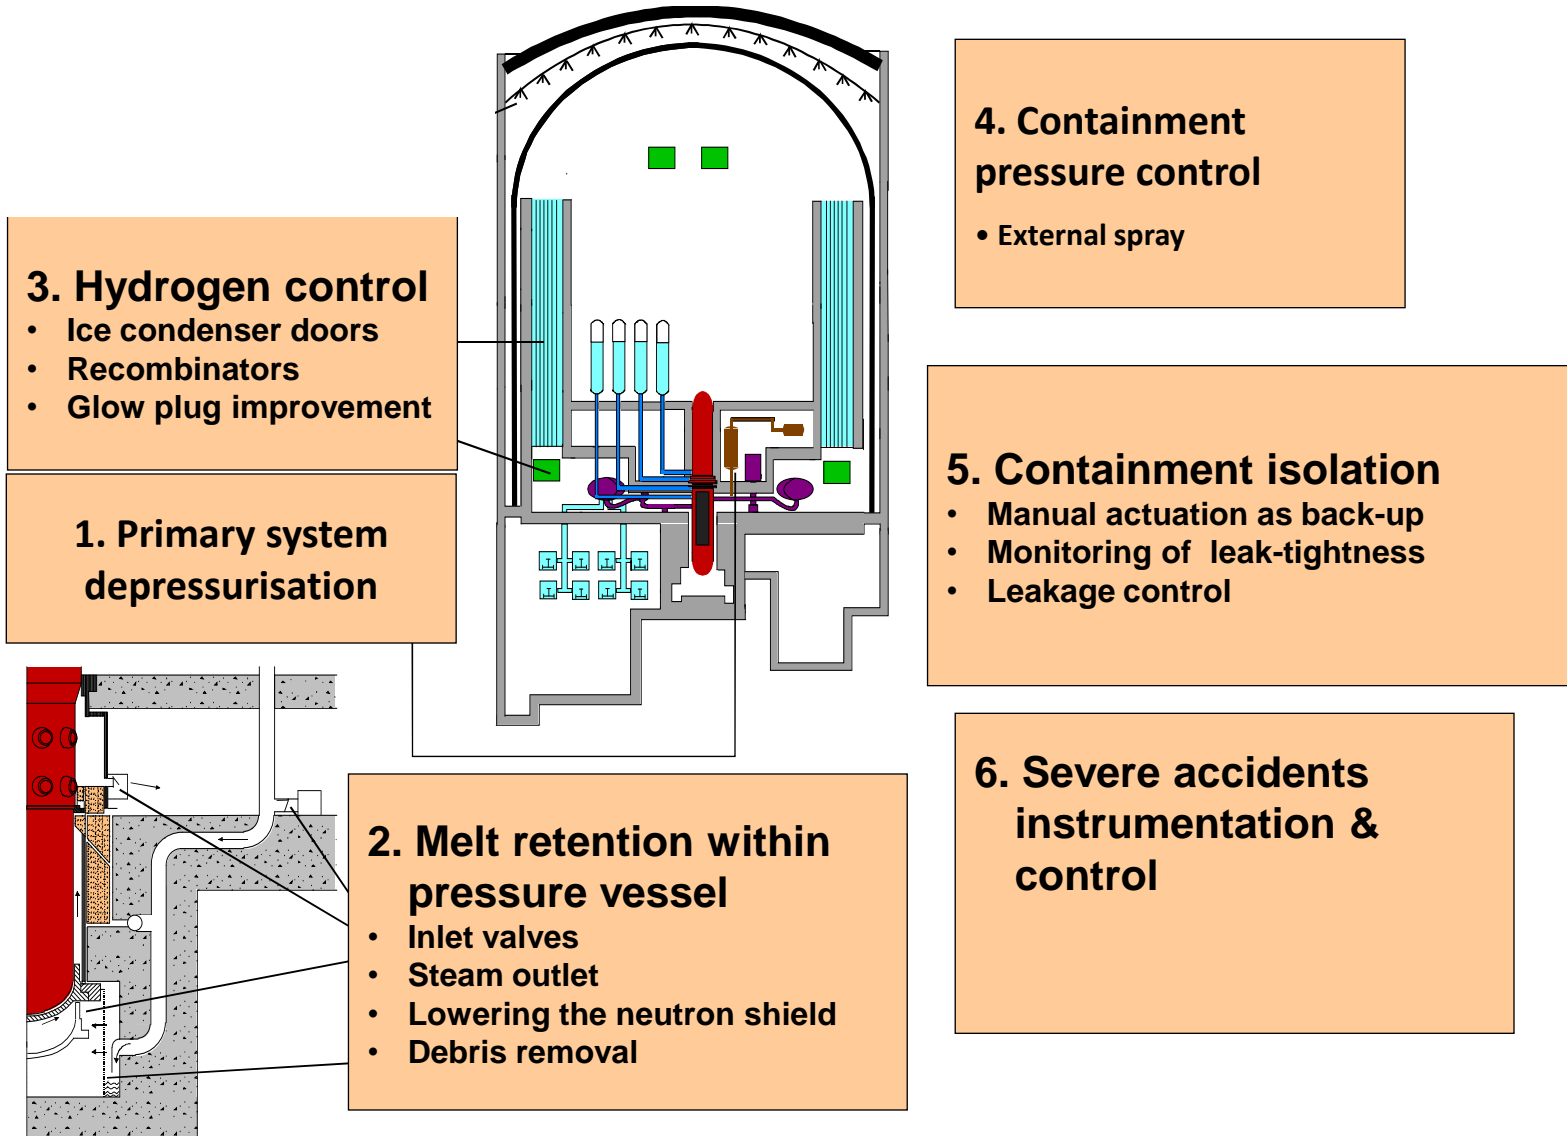 4. Containment
pressure control
• External spray
3. Hydrogen control
• Ice condenser doors
• Recombinators
• Glow plug improvement
1. Primary system
depressurisation
5. Containment isolation
• Manual actuation as back-up
• Monitoring of leak-tightness
• Leakage control
2. Melt retention within
pressure vessel
• Inlet valves
• Steam outlet
• Lowering the neutron shield
• Debris removal
6. Severe accidents
instrumentation &
control